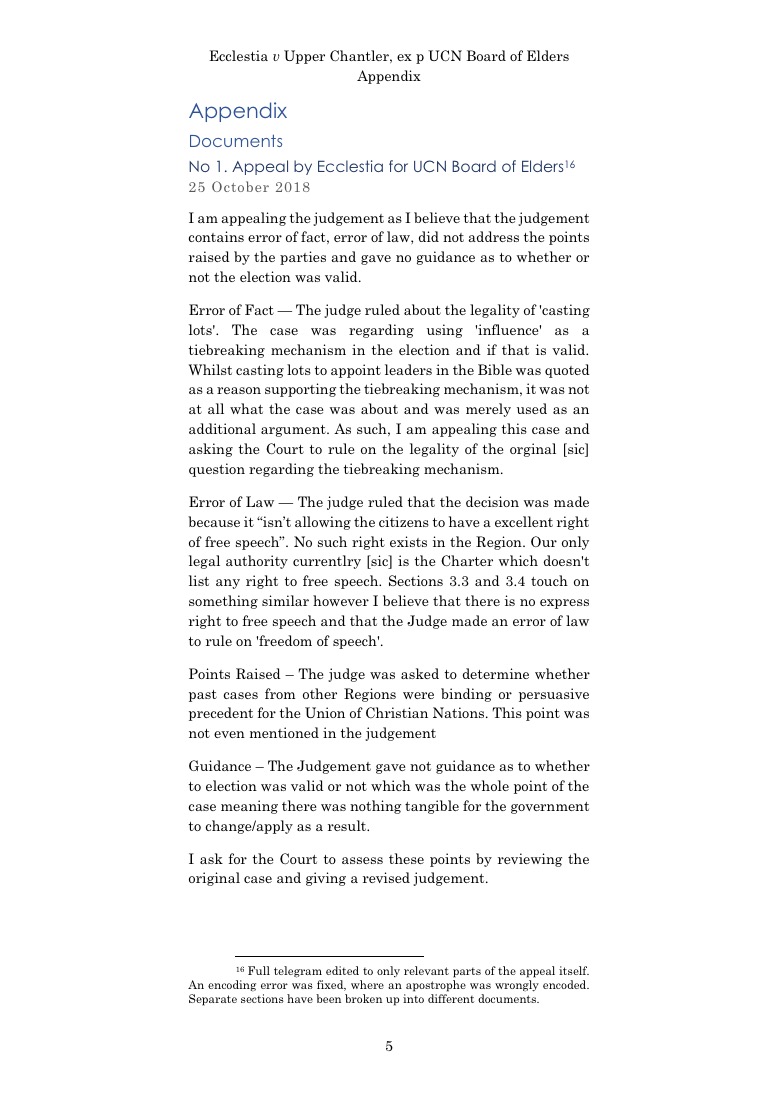 Ecclestia v Upper Chantler, ex p UCN Board of Elders
Appendix
Appendix
Documents
No 1. Appeal by Ecclestia for UCN Board of Elders¹⁶
25 October 2018
I am appealing the judgement as I believe that the judgement
contains error of fact, error of law, did not address the points
raised by the parties and gave no guidance as to whether or
not the election was valid.
Error of Fact — The judge ruled about the legality of 'casting
lots'. The case was regarding using 'influence' as a
tiebreaking mechanism in the election and if that is valid.
Whilst casting lots to appoint leaders in the Bible was quoted
as a reason supporting the tiebreaking mechanism, it was not
at all what the case was about and was merely used as an
additional argument. As such, I am appealing this case and
asking the Court to rule on the legality of the orginal [sic]
question regarding the tiebreaking mechanism.
Error of Law — The judge ruled that the decision was made
because it “isn’t allowing the citizens to have a excellent right
of free speech”. No such right exists in the Region. Our only
legal authority currentlry [sic] is the Charter which doesn't
list any right to free speech. Sections 3.3 and 3.4 touch on
something similar however I believe that there is no express
right to free speech and that the Judge made an error of law
to rule on 'freedom of speech'.
Points Raised – The judge was asked to determine whether
past cases from other Regions were binding or persuasive
precedent for the Union of Christian Nations. This point was
not even mentioned in the judgement
Guidance – The Judgement gave not guidance as to whether
to election was valid or not which was the whole point of the
case meaning there was nothing tangible for the government
to change/apply as a result.
I ask for the Court to assess these points by reviewing the
original case and giving a revised judgement.
¹⁶ Full telegram edited to only relevant parts of the appeal itself.
An encoding error was fixed, where an apostrophe was wrongly encoded.
Separate sections have been broken up into different documents.
5